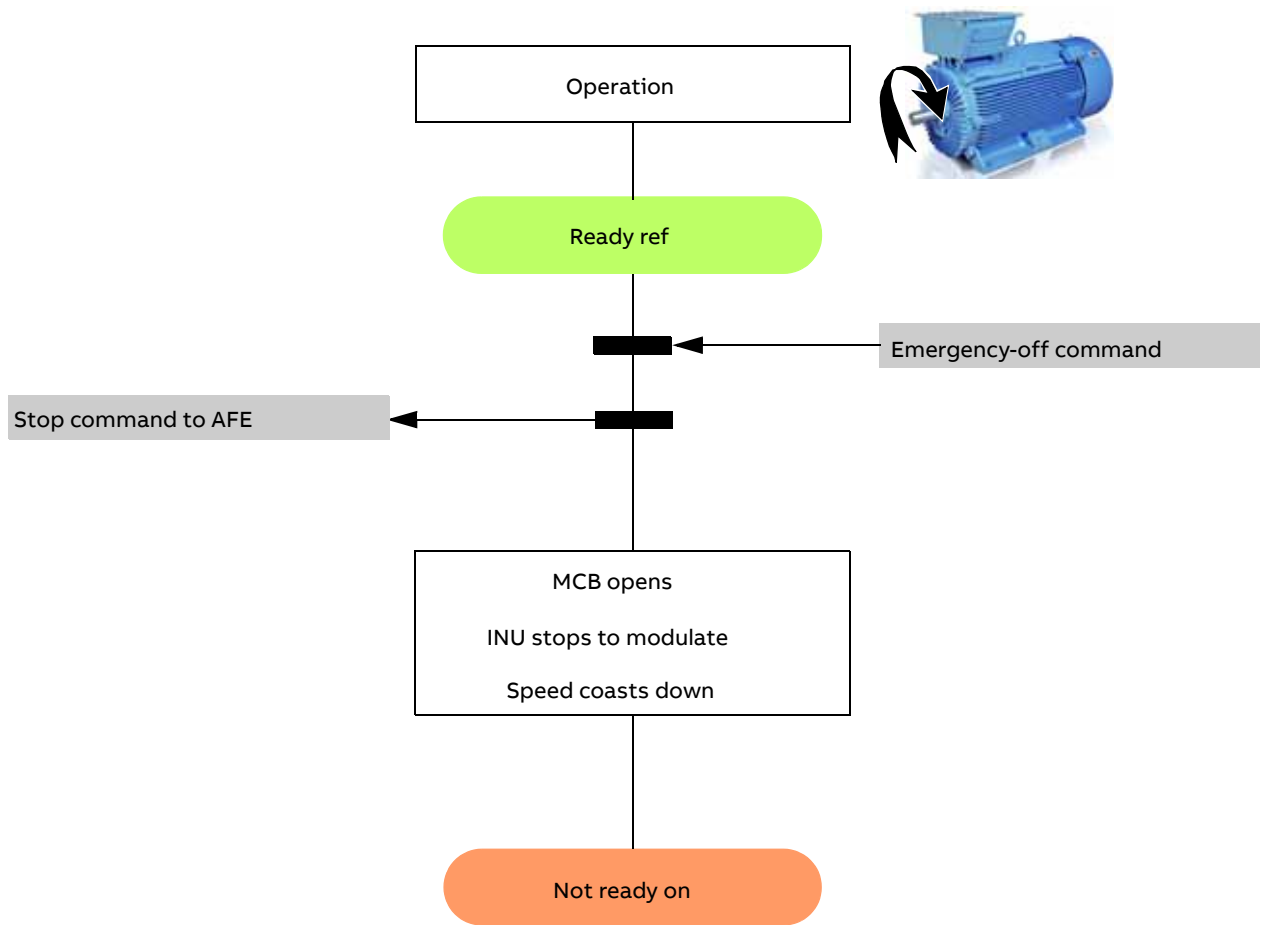 Operation
Ready ref
Emergency-off command
Stop command to AFE
MCB opens
INU stops to modulate
Speed coasts down
Not ready on